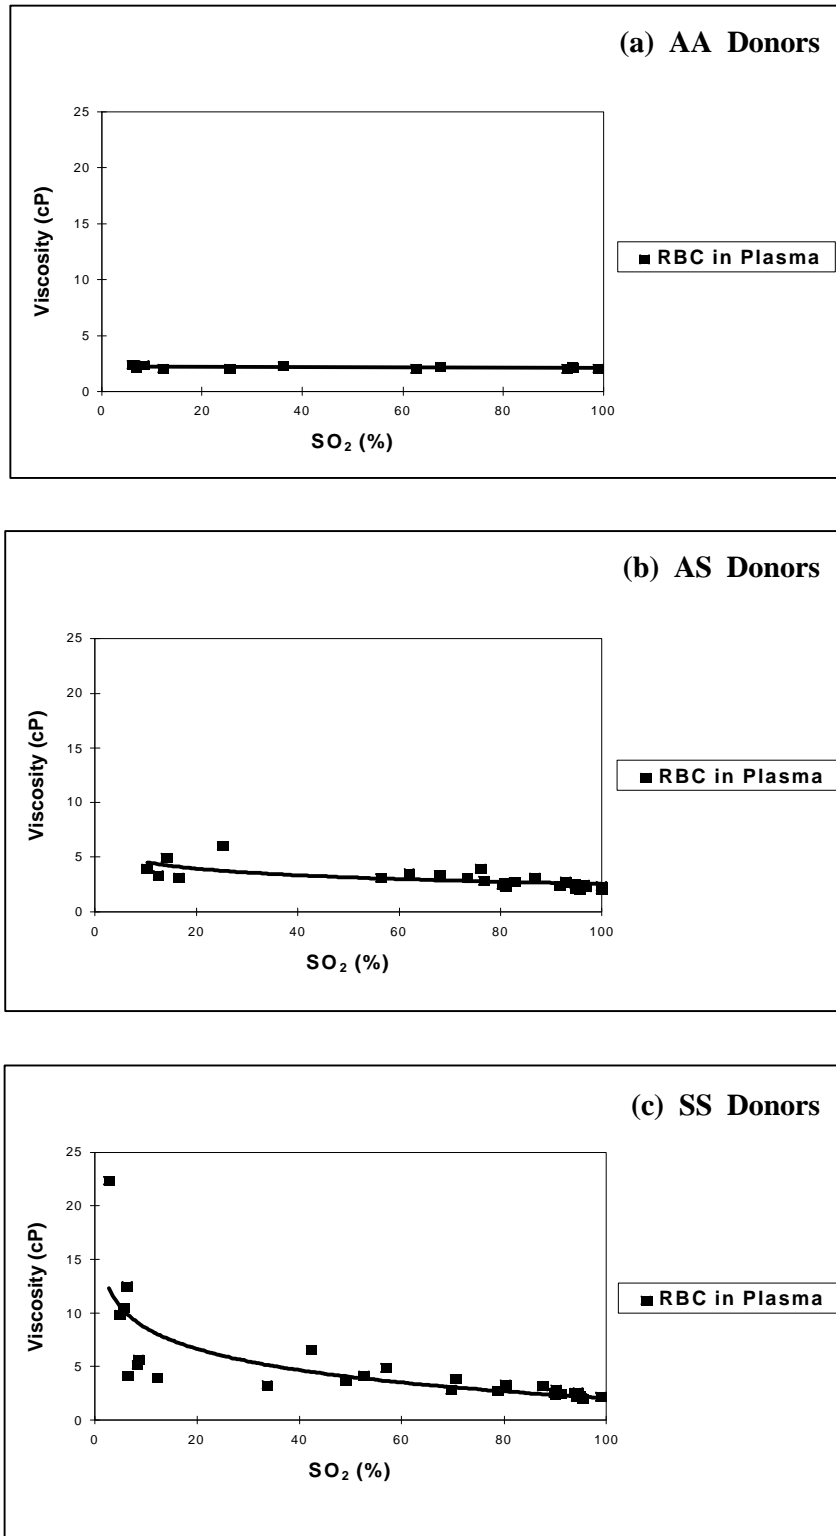 (a) AA Donors
25
20
15
10
5
0
Viscosity (cP)
0 20 40 60 80 100
SO₂ (%)
RBC in Plasma
(b) AS Donors
25
20
15
10
5
0
Viscosity (cP)
0 20 40 60 80 100
SO₂ (%)
RBC in Plasma
(c) SS Donors
25
20
15
10
5
0
Viscosity (cP)
0 20 40 60 80 100
SO₂ (%)
RBC in Plasma